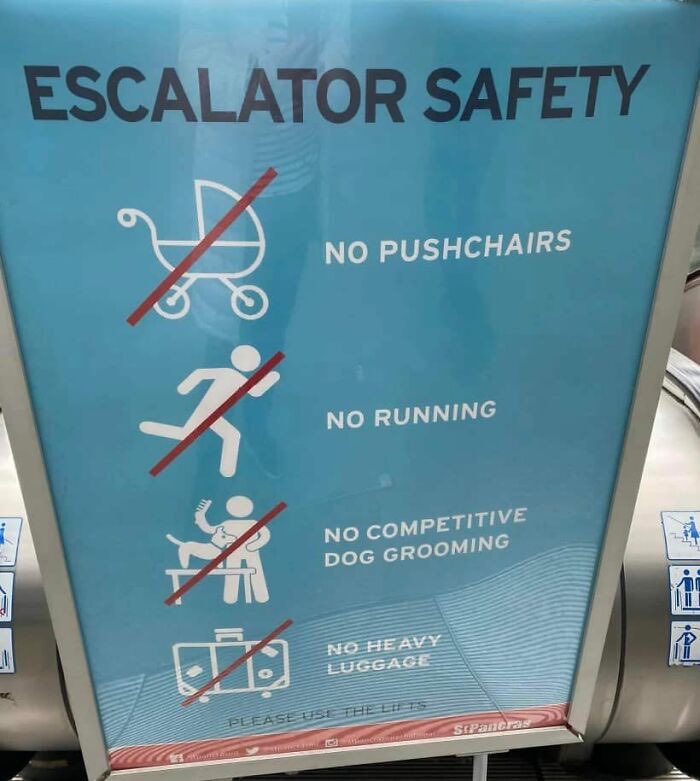 ESCALATOR SAFETY
NO PUSHCHAIRS
NO RUNNING
NO COMPETITIVE
DOG GROOMING
NO HEAVY
LUGGAGE
PLEASE USE THE LIFTS
StPancras